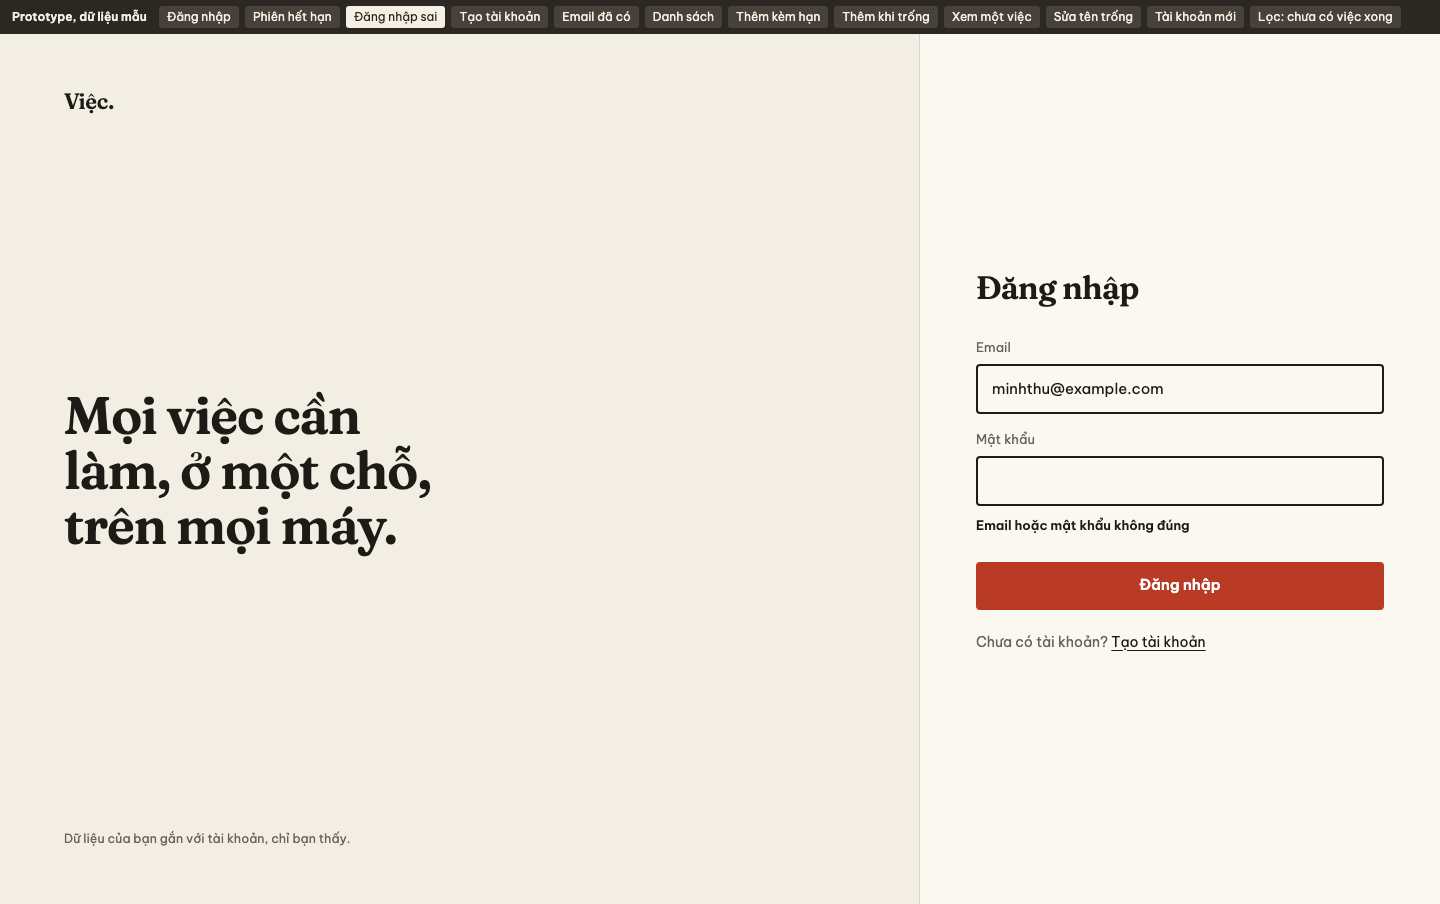 Prototype, dữ liệu mẫu
Đăng nhập
Phiên hết hạn
Đăng nhập sai
Tạo tài khoản
Email đã có
Danh sách
Thêm kèm hạn
Thêm khi trống
Xem một việc
Sửa tên trống
Tài khoản mới
Lọc: chưa có việc xong
Việc.
Mọi việc cần
làm, ở một chỗ,
trên mọi máy.
Dữ liệu của bạn gắn với tài khoản, chỉ bạn thấy.
Đăng nhập
Email
minhthu@example.com
Mật khẩu
Email hoặc mật khẩu không đúng
Đăng nhập
Chưa có tài khoản? Tạo tài khoản